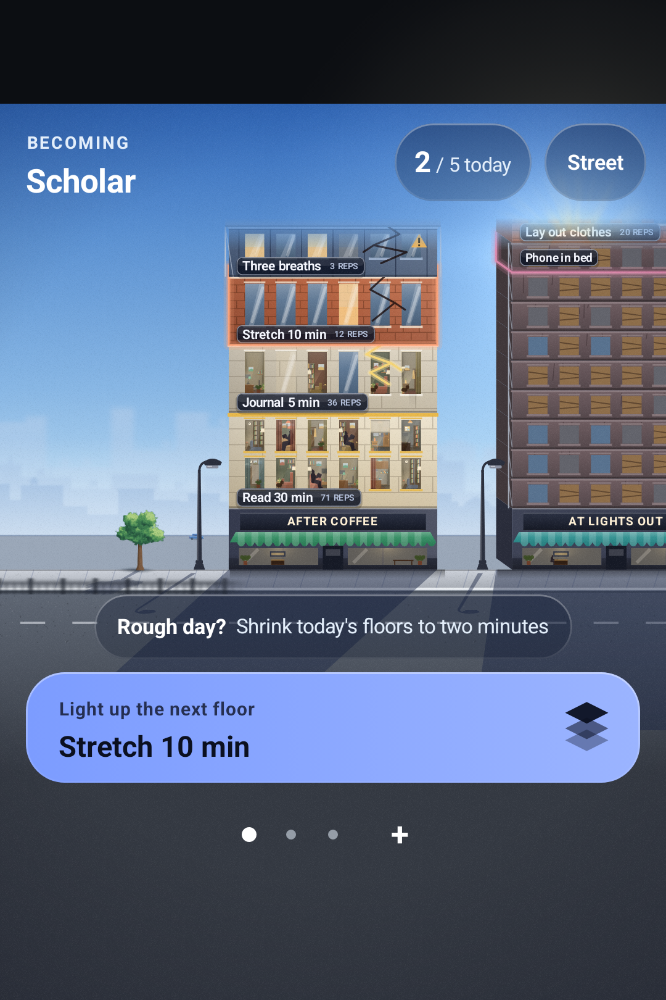 BECOMING
Scholar
2 / 5 today
Street
Three breaths 3 REPS
Stretch 10 min 12 REPS
Journal 5 min 36 REPS
Read 30 min 71 REPS
AFTER COFFEE
Lay out clothes 20 REPS
Phone in bed
AT LIGHTS OUT
Rough day? Shrink today's floors to two minutes
Light up the next floor
Stretch 10 min